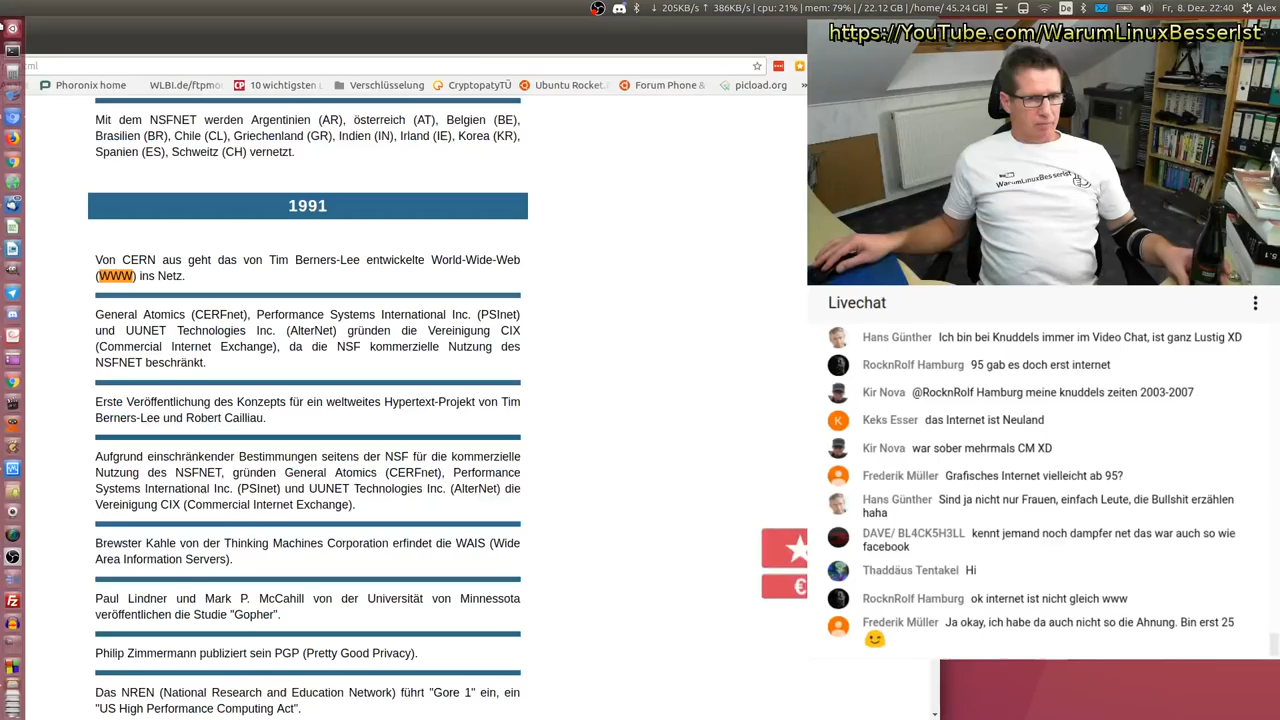 205KB/s 386KB/s cpu: 21% mem: 79% // 22.12 GB /home/ 45.24 GB De Fr, 8. Dez, 22:40 Alex
https://YouTube.com/WarumLinuxBesserIst
ml
Phoronix home WLBI.de/ftpmo 10 wichtigsten L Verschlüsselung CryptopatyTÜ Ubuntu Rocket. Forum Phone & picload.org »
Mit dem NSFNET werden Argentinien (AR), österreich (AT), Belgien (BE),
Brasilien (BR), Chile (CL), Griechenland (GR), Indien (IN), Irland (IE), Korea (KR),
Spanien (ES), Schweitz (CH) vernetzt.
1991
Von CERN aus geht das von Tim Berners-Lee entwickelte World-Wide-Web
(WWW) ins Netz.
General Atomics (CERFnet), Performance Systems International Inc. (PSInet)
und UUNET Technologies Inc. (AlterNet) gründen die Vereinigung CIX
(Commercial Internet Exchange), da die NSF kommerzielle Nutzung des
NSFNET beschränkt.
Erste Veröffentlichung des Konzepts für ein weltweites Hypertext-Projekt von Tim
Berners-Lee und Robert Cailliau.
Aufgrund einschränkender Bestimmungen seitens der NSF für die kommerzielle
Nutzung des NSFNET, gründen General Atomics (CERFnet), Performance
Systems International Inc. (PSInet) und UUNET Technologies Inc. (AlterNet) die
Vereinigung CIX (Commercial Internet Exchange).
Brewster Kahle von der Thinking Machines Corporation erfindet die WAIS (Wide
Area Information Servers).
Paul Lindner und Mark P. McCahill von der Universität von Minnesota
veröffentlichen die Studie "Gopher".
Philip Zimmermann publiziert sein PGP (Pretty Good Privacy).
Das NREN (National Research and Education Network) führt "Gore 1" ein, ein
"US High Performance Computing Act".
WarumLinuxBesserIst
5.1
€
Livechat
Hans Günther Ich bin bei Knuddels immer im Video Chat, ist ganz Lustig XD
RocknRolf Hamburg 95 gab es doch erst internet
Kir Nova @RocknRolf Hamburg meine knuddels zeiten 2003-2007
K Keks Esser das Internet ist Neuland
Kir Nova war sober mehrmals CM XD
Frederik Müller Grafisches Internet vielleicht ab 95?
Hans Günther Sind ja nicht nur Frauen, einfach Leute, die Bullshit erzählen
haha
DAVE/ BL4CK5H3LL kennt jemand noch dampfer net das war auch so wie
facebook
Thaddäus Tentakel Hi
RocknRolf Hamburg ok internet ist nicht gleich www
Frederik Müller Ja okay, ich habe da auch nicht so die Ahnung. Bin erst 25